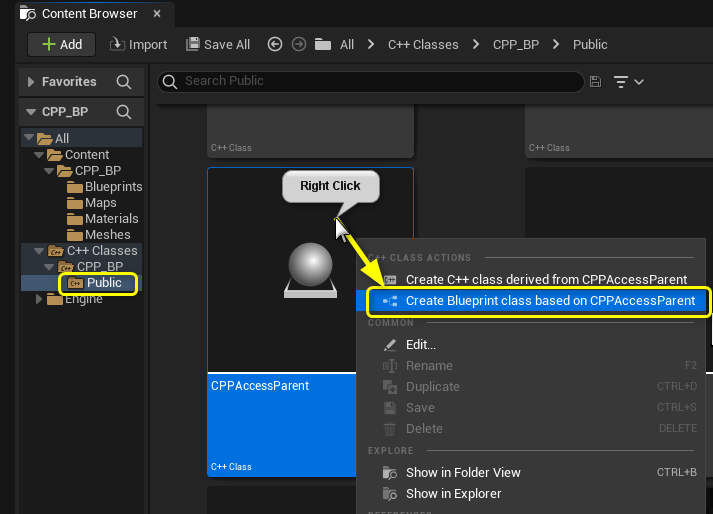 Content Browser
Add
Import
Save All
All
C++ Classes
CPP_BP
Public
Favorites
Search Public
CPP_BP
All
Content
CPP_BP
Blueprints
Maps
Materials
Meshes
C++ Classes
CPP_BP
Public
Engine
C++ Class
C++ Class
Right Click
CPPAccessParent
C++ Class
C++ CLASS ACTIONS
Create C++ class derived from CPPAccessParent
Create Blueprint class based on CPPAccessParent
COMMON
Edit...
Rename F2
Duplicate CTRL+D
Save CTRL+S
Delete DELETE
EXPLORE
Show in Folder View CTRL+B
Show in Explorer
REFERENCES